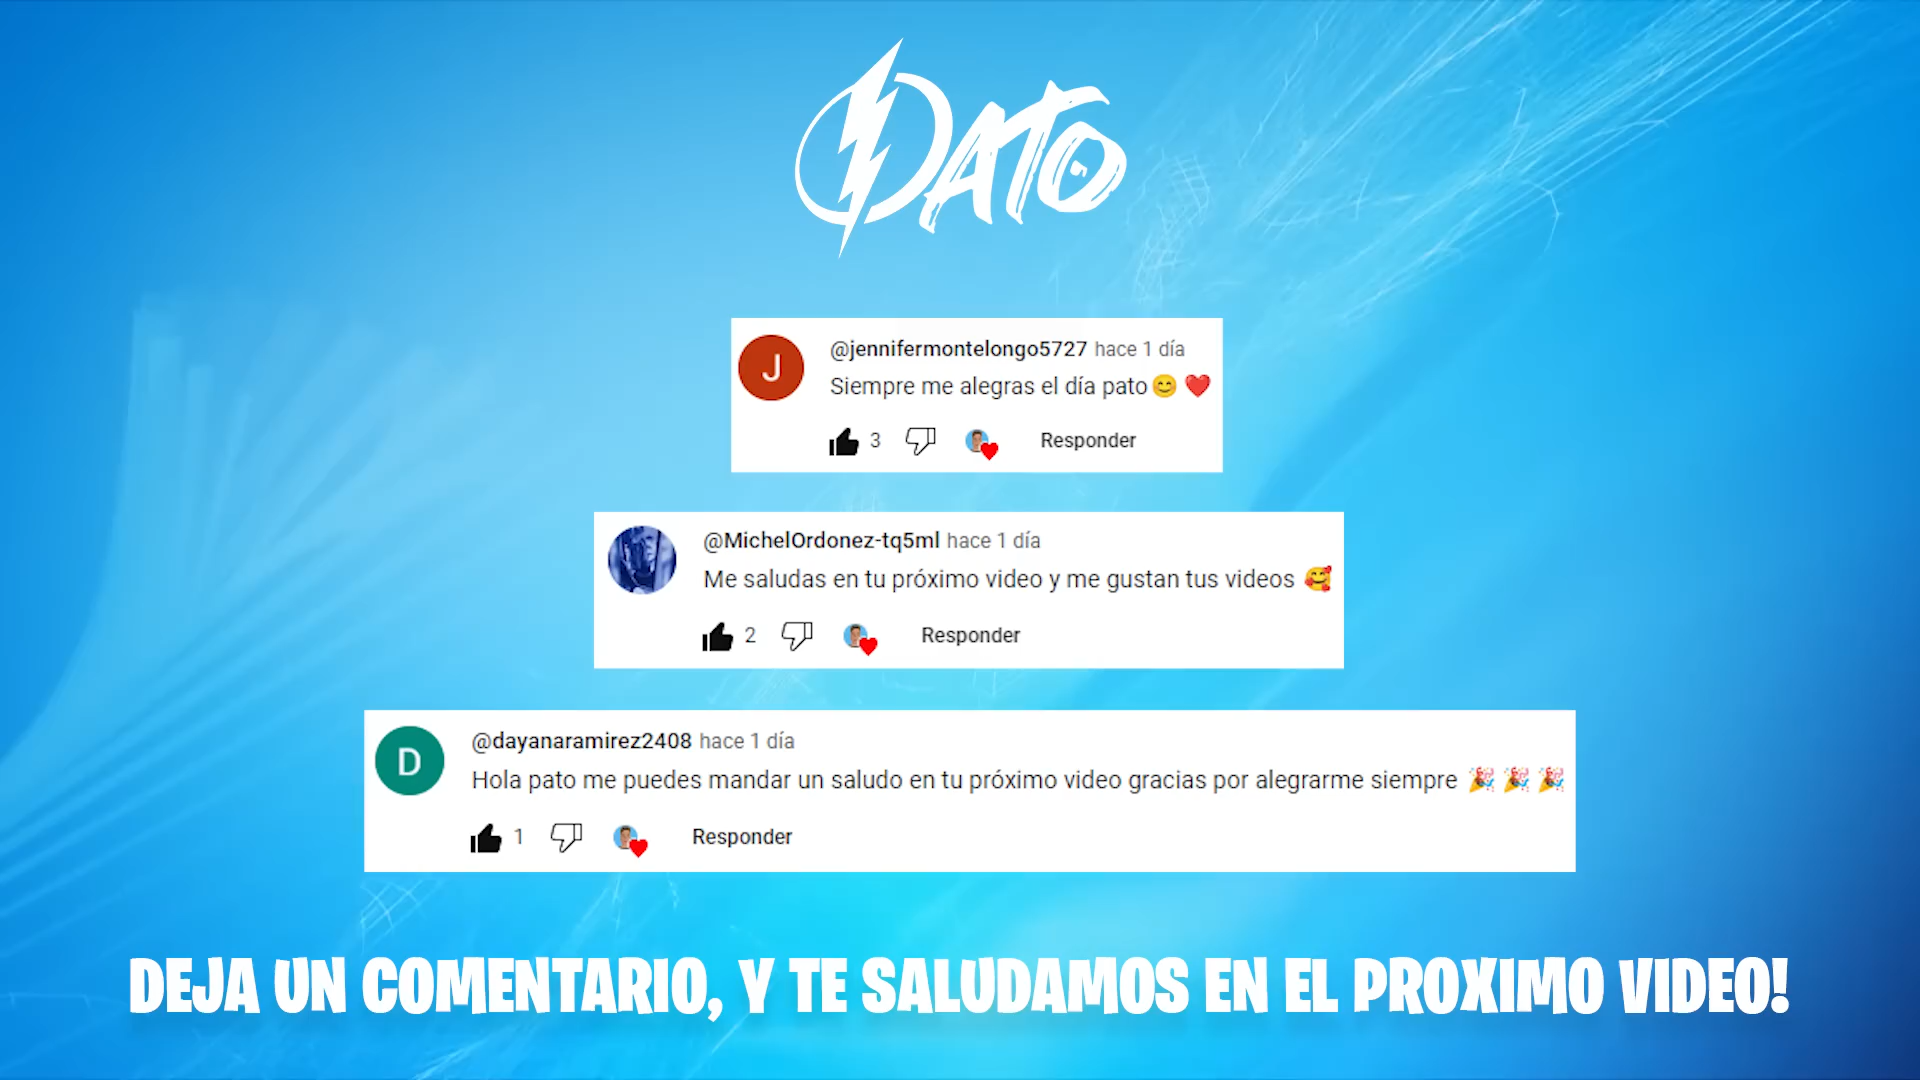 PATO
J
@jennifermontelongo5727 hace 1 día
Siempre me alegras el día pato😊 ❤️
3 Responder
@MichelOrdonez-tq5ml hace 1 día
Me saludas en tu próximo video y me gustan tus videos 🥰
2 Responder
D
@dayanaramirez2408 hace 1 día
Hola pato me puedes mandar un saludo en tu próximo video gracias por alegrarme siempre 🎉 🎉 🎉
1 Responder
DEJA UN COMENTARIO, Y TE SALUDAMOS EN EL PROXIMO VIDEO!